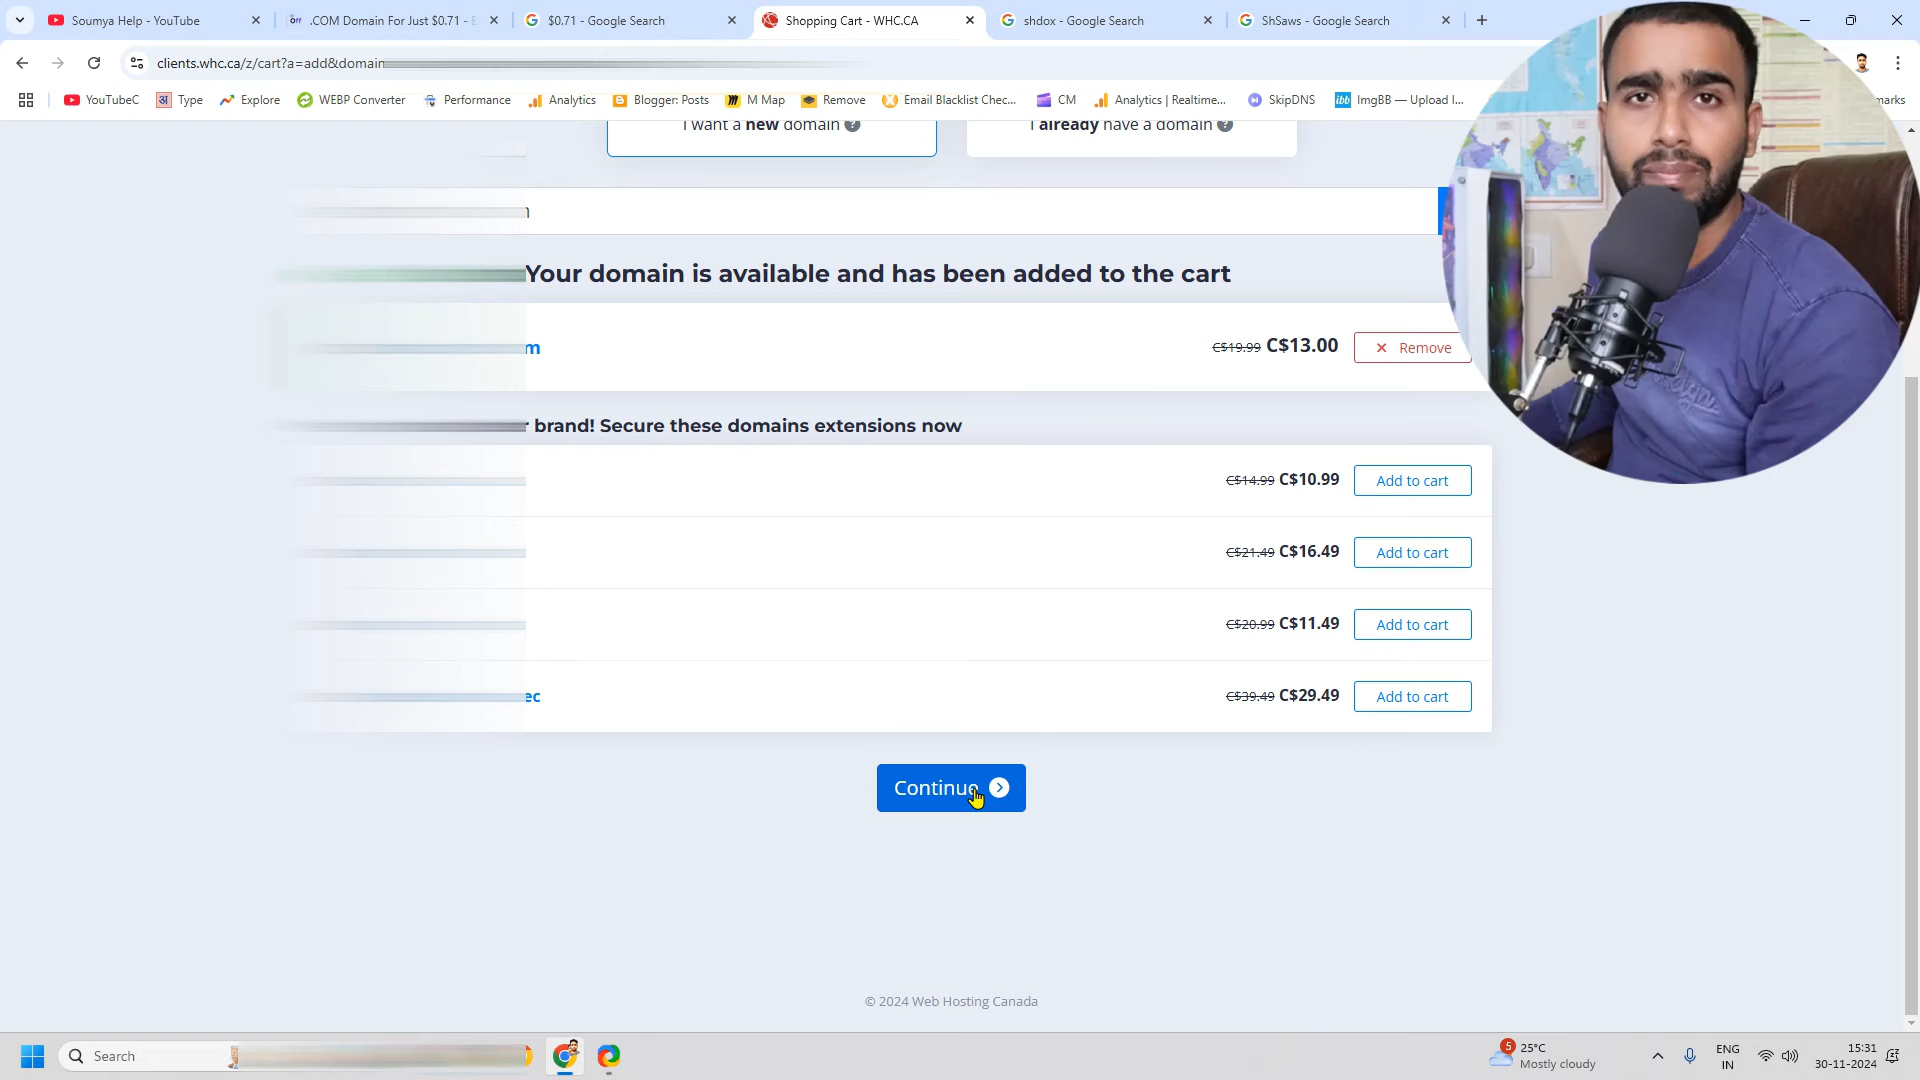 Soumya Help - YouTube
Off
.COM Domain For Just $0.71 - E
$0.71 - Google Search
Shopping Cart - WHC.CA
shdox - Google Search
ShSaws - Google Search
clients.whc.ca/z/cart?a=add&domain
YouTubeC
Type
Explore
WEBP Converter
Performance
Analytics
Blogger: Posts
M Map
Remove
Email Blacklist Chec...
CM
Analytics | Realtime...
SkipDNS
ibb
ImgBB — Upload I...
I want a new domain ?
I already have a domain ?
Your domain is available and has been added to the cart
m
C$19.99 C$13.00
Remove
r brand! Secure these domains extensions now
C$14.99 C$10.99
Add to cart
C$21.49 C$16.49
Add to cart
C$20.99 C$11.49
Add to cart
ec
C$39.49 C$29.49
Add to cart
Continue
© 2024 Web Hosting Canada
Search
5
25°C
Mostly cloudy
ENG
IN
15:31
30-11-2024